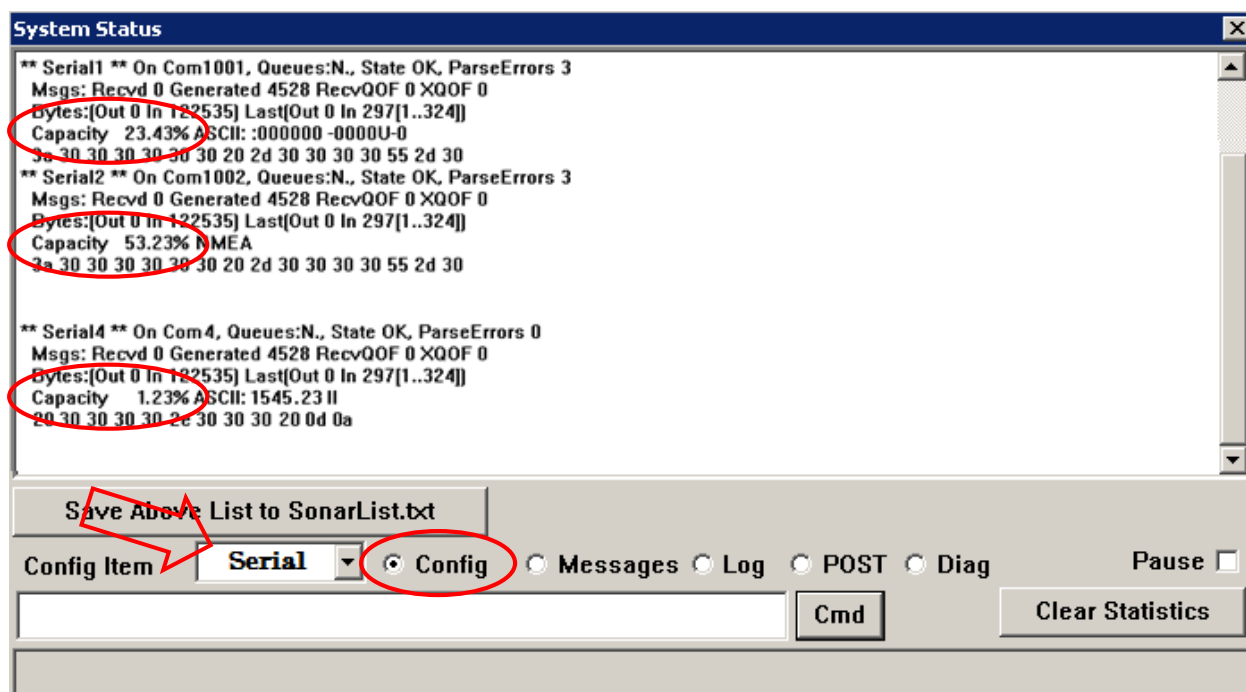 System Status
** Serial1 ** On Com1001, Queues:N., State OK, ParseErrors 3
Msgs: Recvd 0 Generated 4528 RecvQOF 0 XQOF 0
Bytes:(Out 0 In 122535) Last(Out 0 In 297[1..324])
Capacity 23.43% ASCII: :000000 -0000U-0
3a 30 30 30 30 30 20 2d 30 30 30 30 55 2d 30
** Serial2 ** On Com1002, Queues:N., State OK, ParseErrors 3
Msgs: Recvd 0 Generated 4528 RecvQOF 0 XQOF 0
Bytes:(Out 0 In 122535) Last(Out 0 In 297[1..324])
Capacity 53.23% NMEA
3a 30 30 30 30 30 20 2d 30 30 30 30 55 2d 30
** Serial4 ** On Com4, Queues:N., State OK, ParseErrors 0
Msgs: Recvd 0 Generated 4528 RecvQOF 0 XQOF 0
Bytes:(Out 0 In 122535) Last(Out 0 In 297[1..324])
Capacity 1.23% ASCII: 1545.23 II
20 30 30 30 30 2e 30 30 30 20 0d 0a
Save Above List to SonarList.txt
Config Item Serial Config Messages Log POST Diag Pause
Cmd Clear Statistics